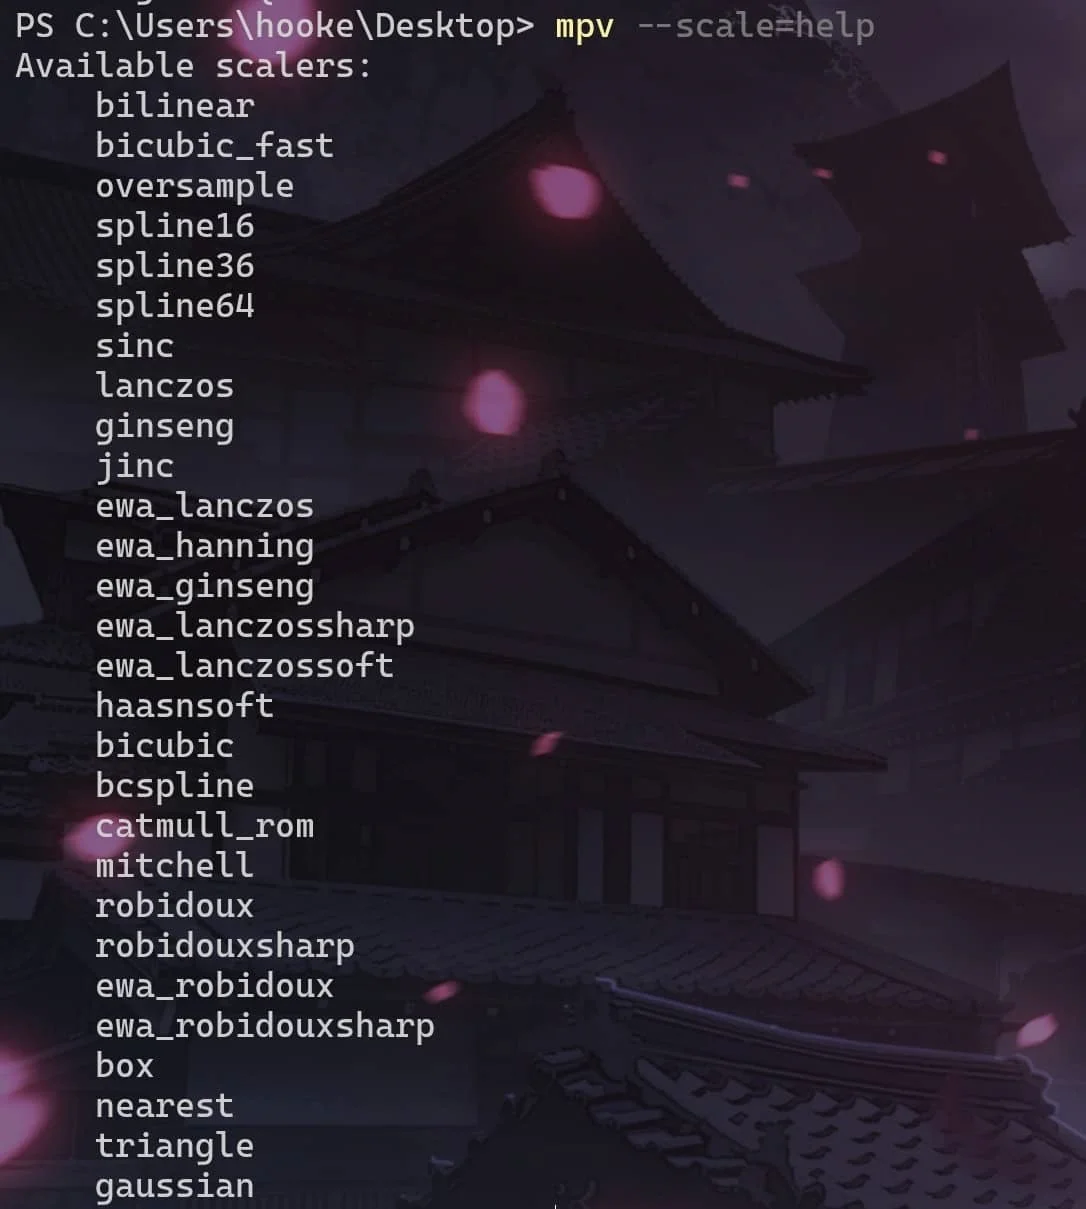 PS C:\Users\hooke\Desktop> mpv --scale=help
Available scalers:
bilinear
bicubic_fast
oversample
spline16
spline36
spline64
sinc
lanczos
ginseng
jinc
ewa_lanczos
ewa_hanning
ewa_ginseng
ewa_lanczossharp
ewa_lanczossoft
haasnsoft
bicubic
bcspline
catmull_rom
mitchell
robidoux
robidouxsharp
ewa_robidoux
ewa_robidouxsharp
box
nearest
triangle
gaussian